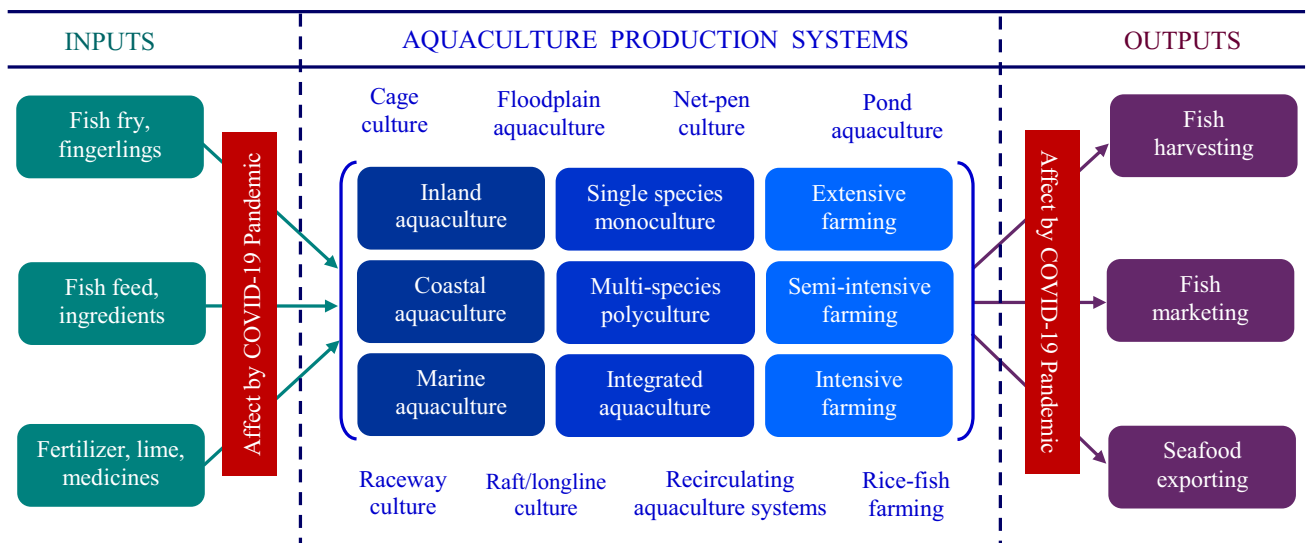 INPUTS
AQUACULTURE PRODUCTION SYSTEMS
OUTPUTS
Fish fry,
fingerlings
Fish feed,
ingredients
Fertilizer, lime,
medicines
Affect by COVID-19 Pandemic
Cage
culture
Floodplain
aquaculture
Net-pen
culture
Pond
aquaculture
Inland
aquaculture
Single species
monoculture
Extensive
farming
Coastal
aquaculture
Multi-species
polyculture
Semi-intensive
farming
Marine
aquaculture
Integrated
aquaculture
Intensive
farming
Raceway
culture
Raft/longline
culture
Recirculating
aquaculture systems
Rice-fish
farming
Affect by COVID-19 Pandemic
Fish
harvesting
Fish
marketing
Seafood
exporting